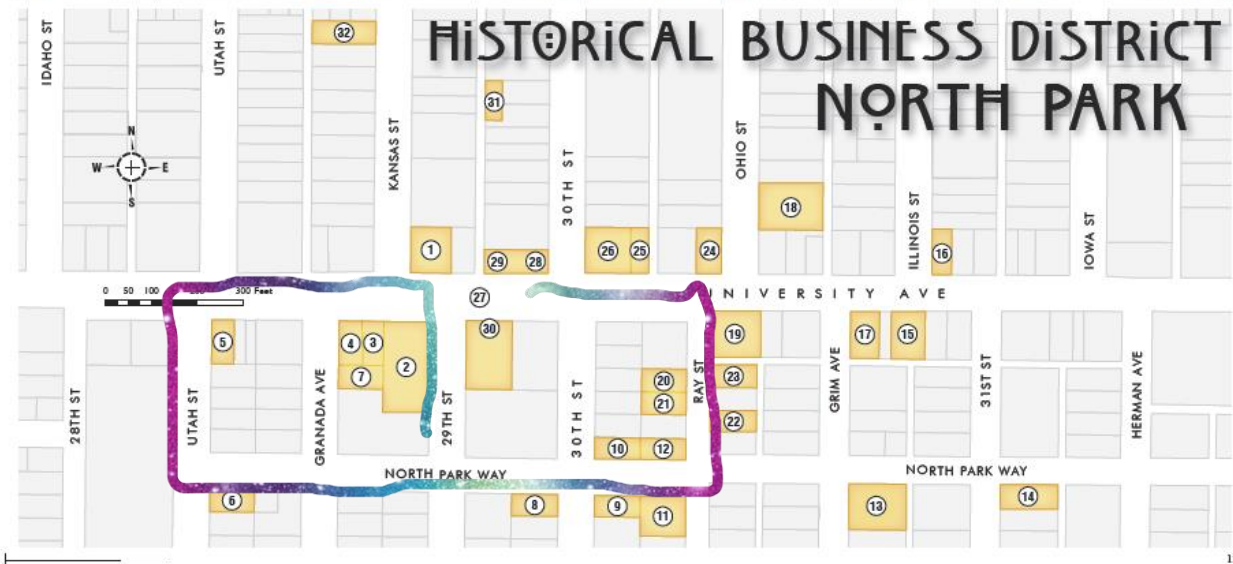 HiSTORiCAL BUSiNESS DiSTRiCT
NORTH PARK
IDAHO ST
UTAH ST
32
KANSAS ST
31
30TH ST
OHIO ST
ILLINOIS ST
IOWA ST
N
W E
S
18
1
29
28
26
25
24
16
0 50 100 300 Feet
27
NIVERSITY AVE
5
4
3
2
7
30
19
17
15
20
21
23
22
28TH ST
UTAH ST
GRANADA AVE
29TH ST
30TH ST
RAY ST
GRIM AVE
31ST ST
HERMAN AVE
10
12
NORTH PARK WAY
NORTH PARK WAY
6
8
9
11
13
14